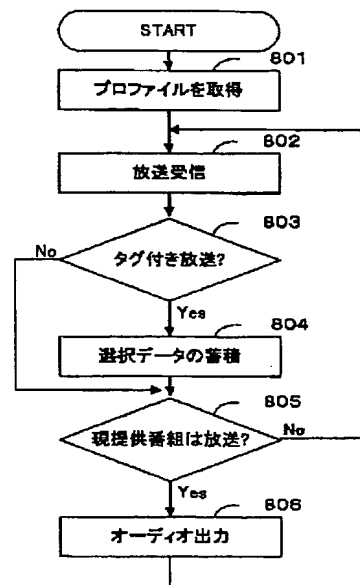 START
801
プロファイルを取得
802
放送受信
803
No
タグ付き放送?
Yes
804
選択データの蓄積
805
現提供番組は放送?
No
Yes
806
オーディオ出力